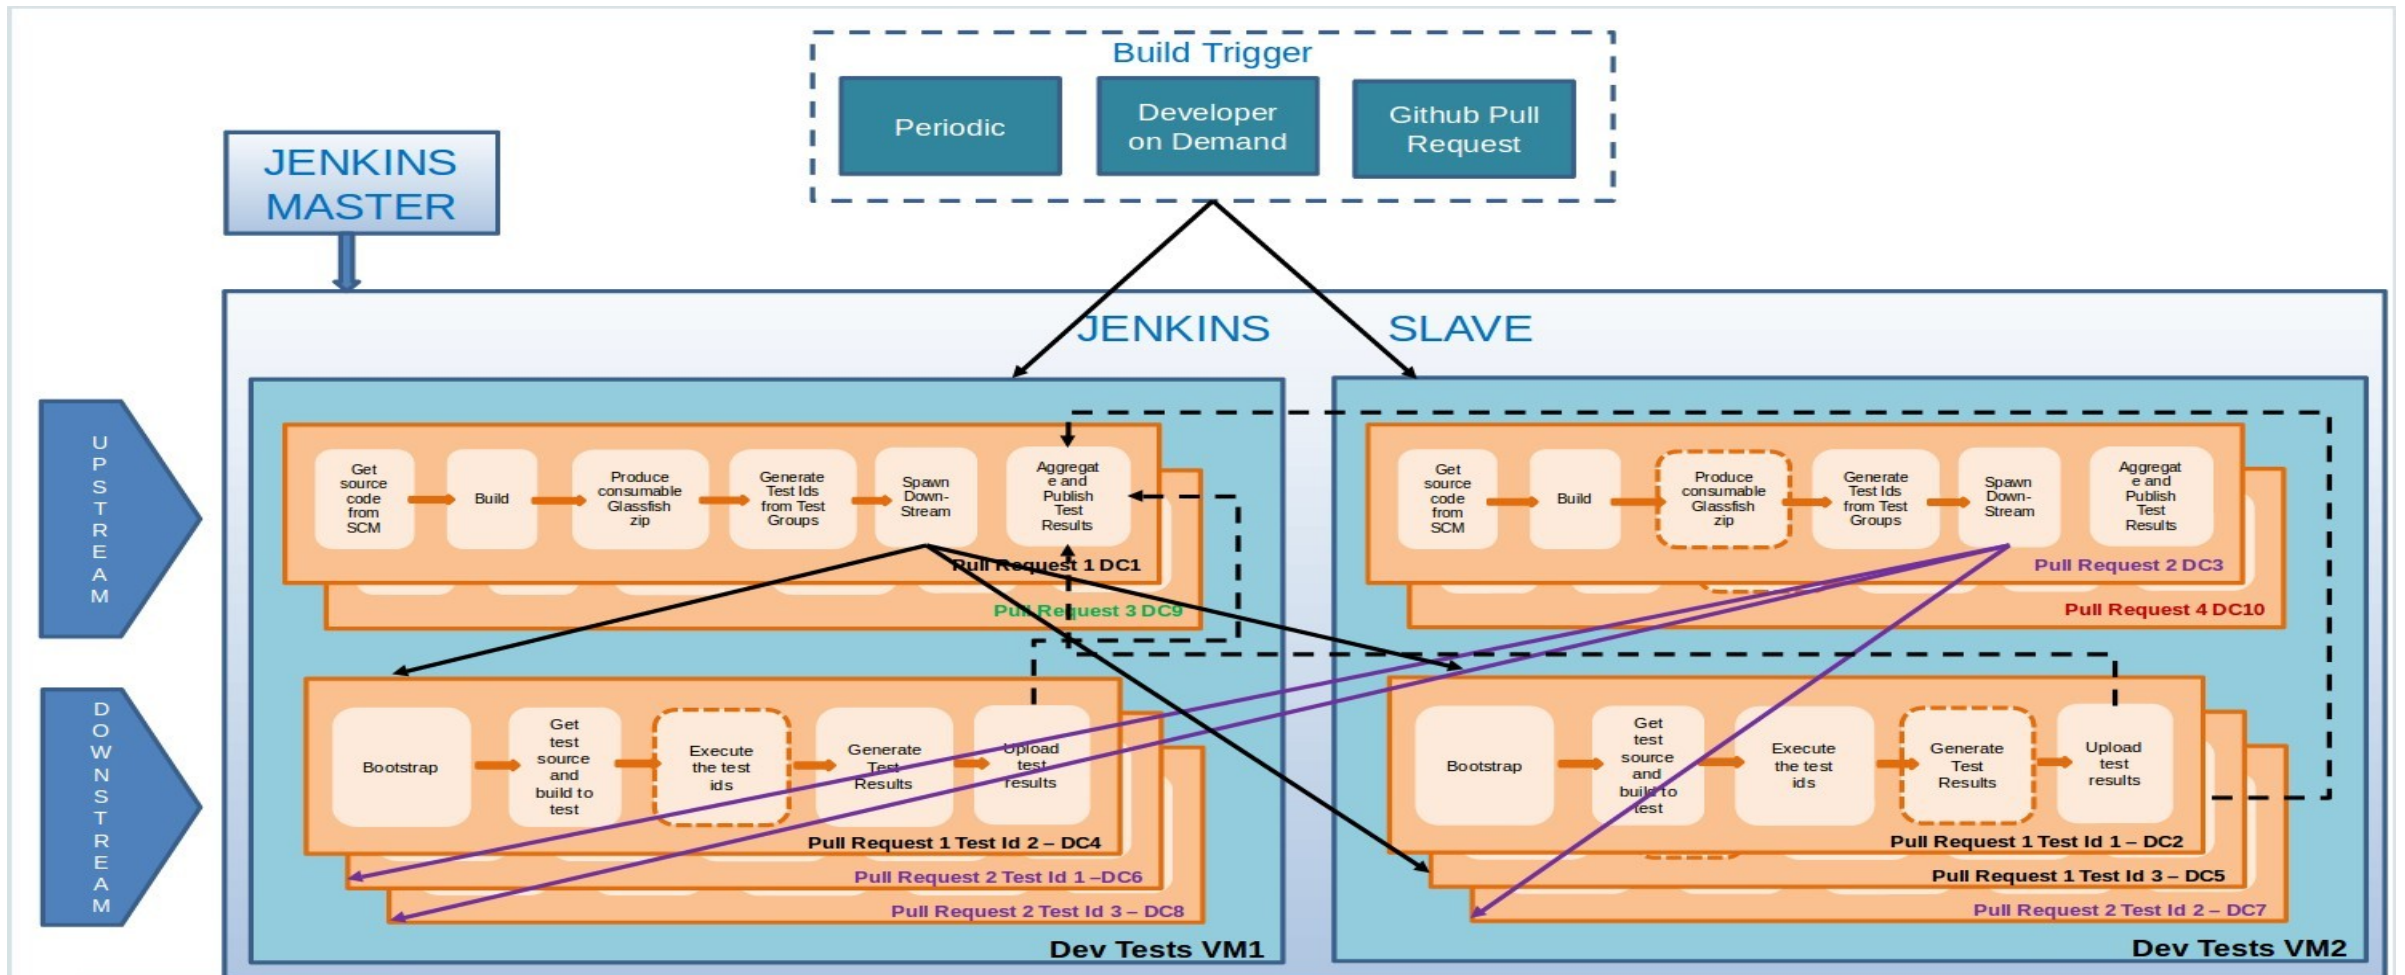 Build Trigger
Periodic
Developer
on Demand
Github Pull
Request
JENKINS
MASTER
JENKINS SLAVE
UPSTREAM
Get
source
code
from
SCM
Build
Produce
consumable
Glassfish
zip
Generate
Test Ids
from Test
Groups
Spawn
Down-
Stream
Aggregat
e and
Publish
Test
Results
Pull Request 1 DC1
Pull Request 3 DC9
Get
source
code
from
SCM
Build
Produce
consumable
Glassfish
zip
Generate
Test Ids
from Test
Groups
Spawn
Down-
Stream
Aggregat
e and
Publish
Test
Results
Pull Request 2 DC3
Pull Request 4 DC10
DOWNSTREAM
Bootstrap
Get
test
source
and
build to
test
Execute
the test
ids
Generate
Test
Results
Upload
test
results
Pull Request 1 Test Id 2 – DC4
Pull Request 2 Test Id 1 –DC6
Pull Request 2 Test Id 3 – DC8
Dev Tests VM1
Bootstrap
Get
test
source
and
build to
test
Execute
the test
ids
Generate
Test
Results
Upload
test
results
Pull Request 1 Test Id 1 – DC2
Pull Request 1 Test Id 3 – DC5
Pull Request 2 Test Id 2 – DC7
Dev Tests VM2